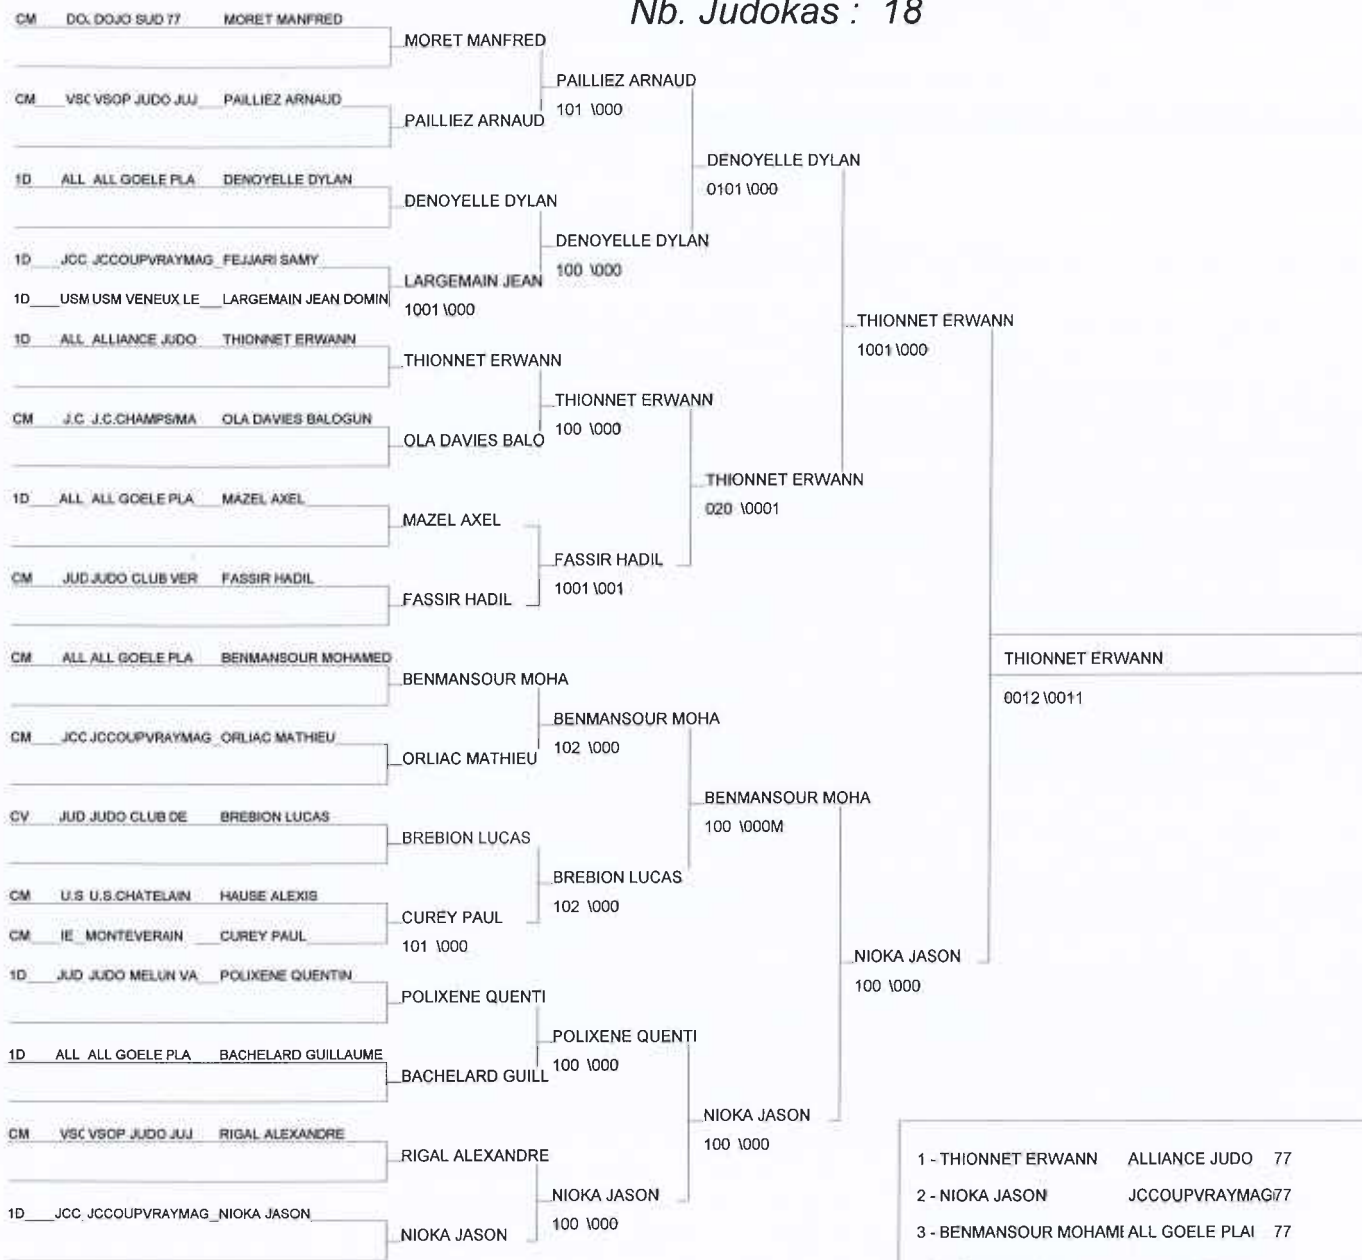 Nb. Judokas : 18
CM DO. DOJO SUD 77 MORET MANFRED
MORET MANFRED
PAILLIEZ ARNAUD
101 \000
CM VSC VSOP JUDO JUJ PAILLIEZ ARNAUD
PAILLIEZ ARNAUD
DENOYELLE DYLAN
0101 \000
1D ALL ALL GOELE PLA DENOYELLE DYLAN
DENOYELLE DYLAN
DENOYELLE DYLAN
100 \000
1D JCC JCCOUPVRAYMAG FEJJARI SAMY
LARGEMAIN JEAN
1D USM USM VENEUX LE LARGEMAIN JEAN DOMIN
1001 \000
THIONNET ERWANN
1001 \000
1D ALL ALLIANCE JUDO THIONNET ERWANN
THIONNET ERWANN
THIONNET ERWANN
100 \000
CM J.C J.C.CHAMPS/MA OLA DAVIES BALOGUN
OLA DAVIES BALO
THIONNET ERWANN
020 \0001
1D ALL ALL GOELE PLA MAZEL AXEL
MAZEL AXEL
FASSIR HADIL
1001 \001
CM JUD JUDO CLUB VER FASSIR HADIL
FASSIR HADIL
THIONNET ERWANN
0012 \0011
CM ALL ALL GOELE PLA BENMANSOUR MOHAMED
BENMANSOUR MOHA
BENMANSOUR MOHA
102 \000
CM JCC JCCOUPVRAYMAG ORLIAC MATHIEU
ORLIAC MATHIEU
BENMANSOUR MOHA
100 \000M
CV JUD JUDO CLUB DE BREBION LUCAS
BREBION LUCAS
BREBION LUCAS
102 \000
CM U.S U.S.CHATELAIN HAUSE ALEXIS
CUREY PAUL
CM IE MONTEVERAIN CUREY PAUL
101 \000
NIOKA JASON
100 \000
1D JUD JUDO MELUN VA POLIXENE QUENTIN
POLIXENE QUENTI
POLIXENE QUENTI
100 \000
1D ALL ALL GOELE PLA BACHELARD GUILLAUME
BACHELARD GUILL
NIOKA JASON
100 \000
CM VSC VSOP JUDO JUJ RIGAL ALEXANDRE
RIGAL ALEXANDRE
NIOKA JASON
100 \000
1D JCC JCCOUPVRAYMAG NIOKA JASON
NIOKA JASON
1 - THIONNET ERWANN ALLIANCE JUDO 77
2 - NIOKA JASON JCCOUPVRAYMAG 77
3 - BENMANSOUR MOHAME ALL GOELE PLAI 77